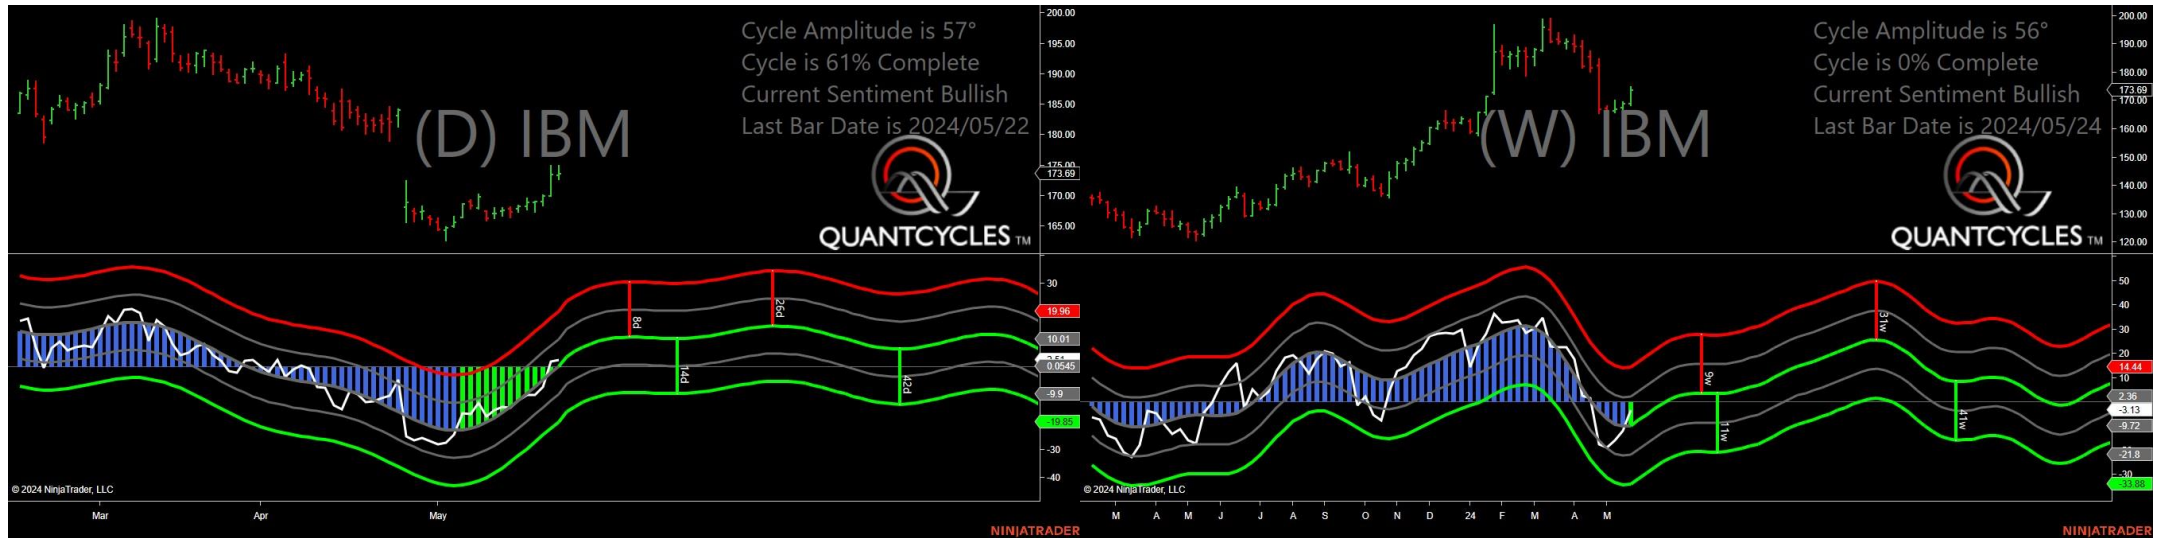 Cycle Amplitude is 57°
Cycle is 61% Complete
Current Sentiment Bullish
Last Bar Date is 2024/05/22
(D) IBM
QUANTCYCLES TM
200.00
195.00
190.00
185.00
180.00
175.00
173.69
170.00
165.00
8d
26d
14d
42d
30
19.96
10.01
0.0545
-9.9
-19.85
-30
-40
© 2024 NinjaTrader, LLC
Mar Apr May
NINJATRADER
Cycle Amplitude is 56°
Cycle is 0% Complete
Current Sentiment Bullish
Last Bar Date is 2024/05/24
(W) IBM
QUANTCYCLES TM
200.00
190.00
180.00
173.69
170.00
160.00
150.00
140.00
130.00
120.00
9w
11w
31w
41w
50
40
30
20
14.44
10
2.36
-3.13
-9.72
-21.8
-30
-33.88
© 2024 NinjaTrader, LLC
M A M J J A S O N D 24 F M A M
NINJATRADER